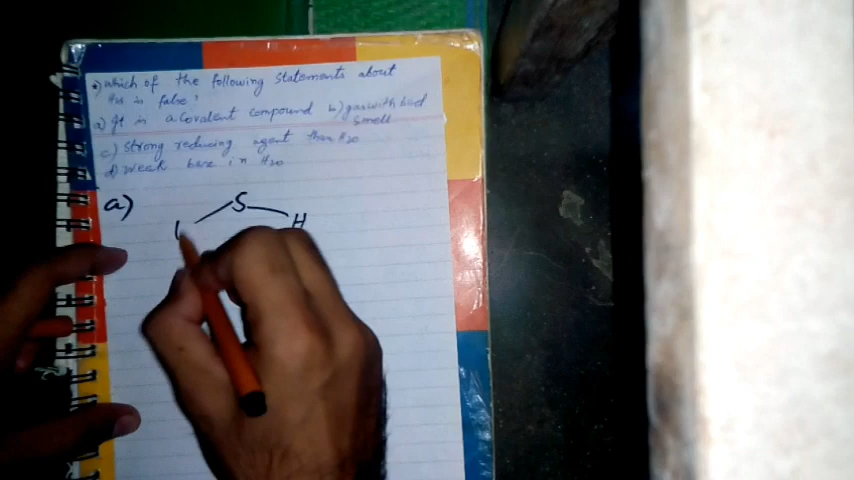 *) which of the following statements about
H2S is false?
a) It is a covalent compound b) gas with bad
smell
c) strong reducing agent than H2O
d) weak base in H2O
a)
S
H